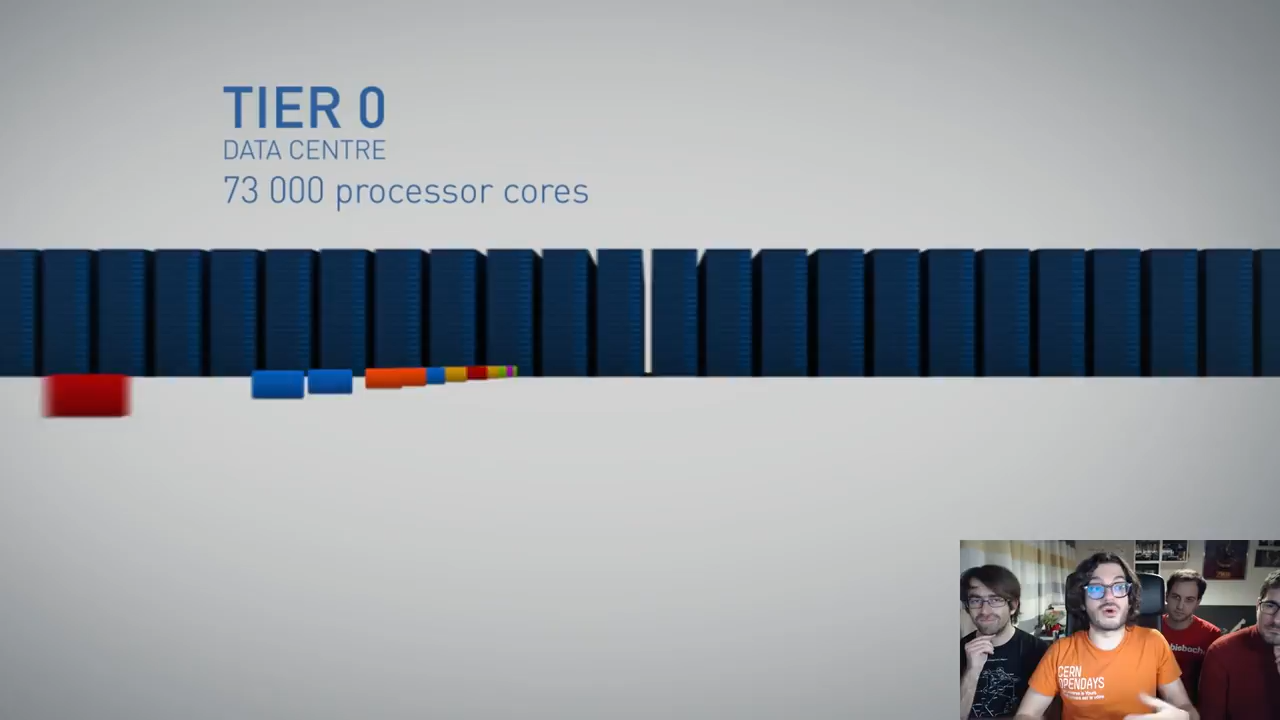 TIER 0
DATA CENTRE
73 000 processor cores
CERN
OPENDAYS